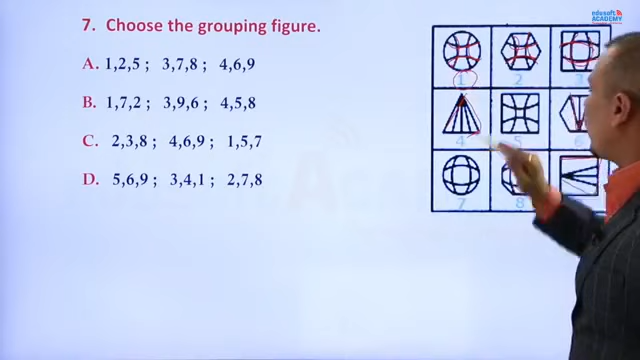 edusoft
ACADEMY
7. Choose the grouping figure.
A. 1,2,5 ; 3,7,8 ; 4,6,9
B. 1,7,2 ; 3,9,6 ; 4,5,8
C. 2,3,8 ; 4,6,9 ; 1,5,7
D. 5,6,9 ; 3,4,1 ; 2,7,8
1 2 3
4 5 6
7 8